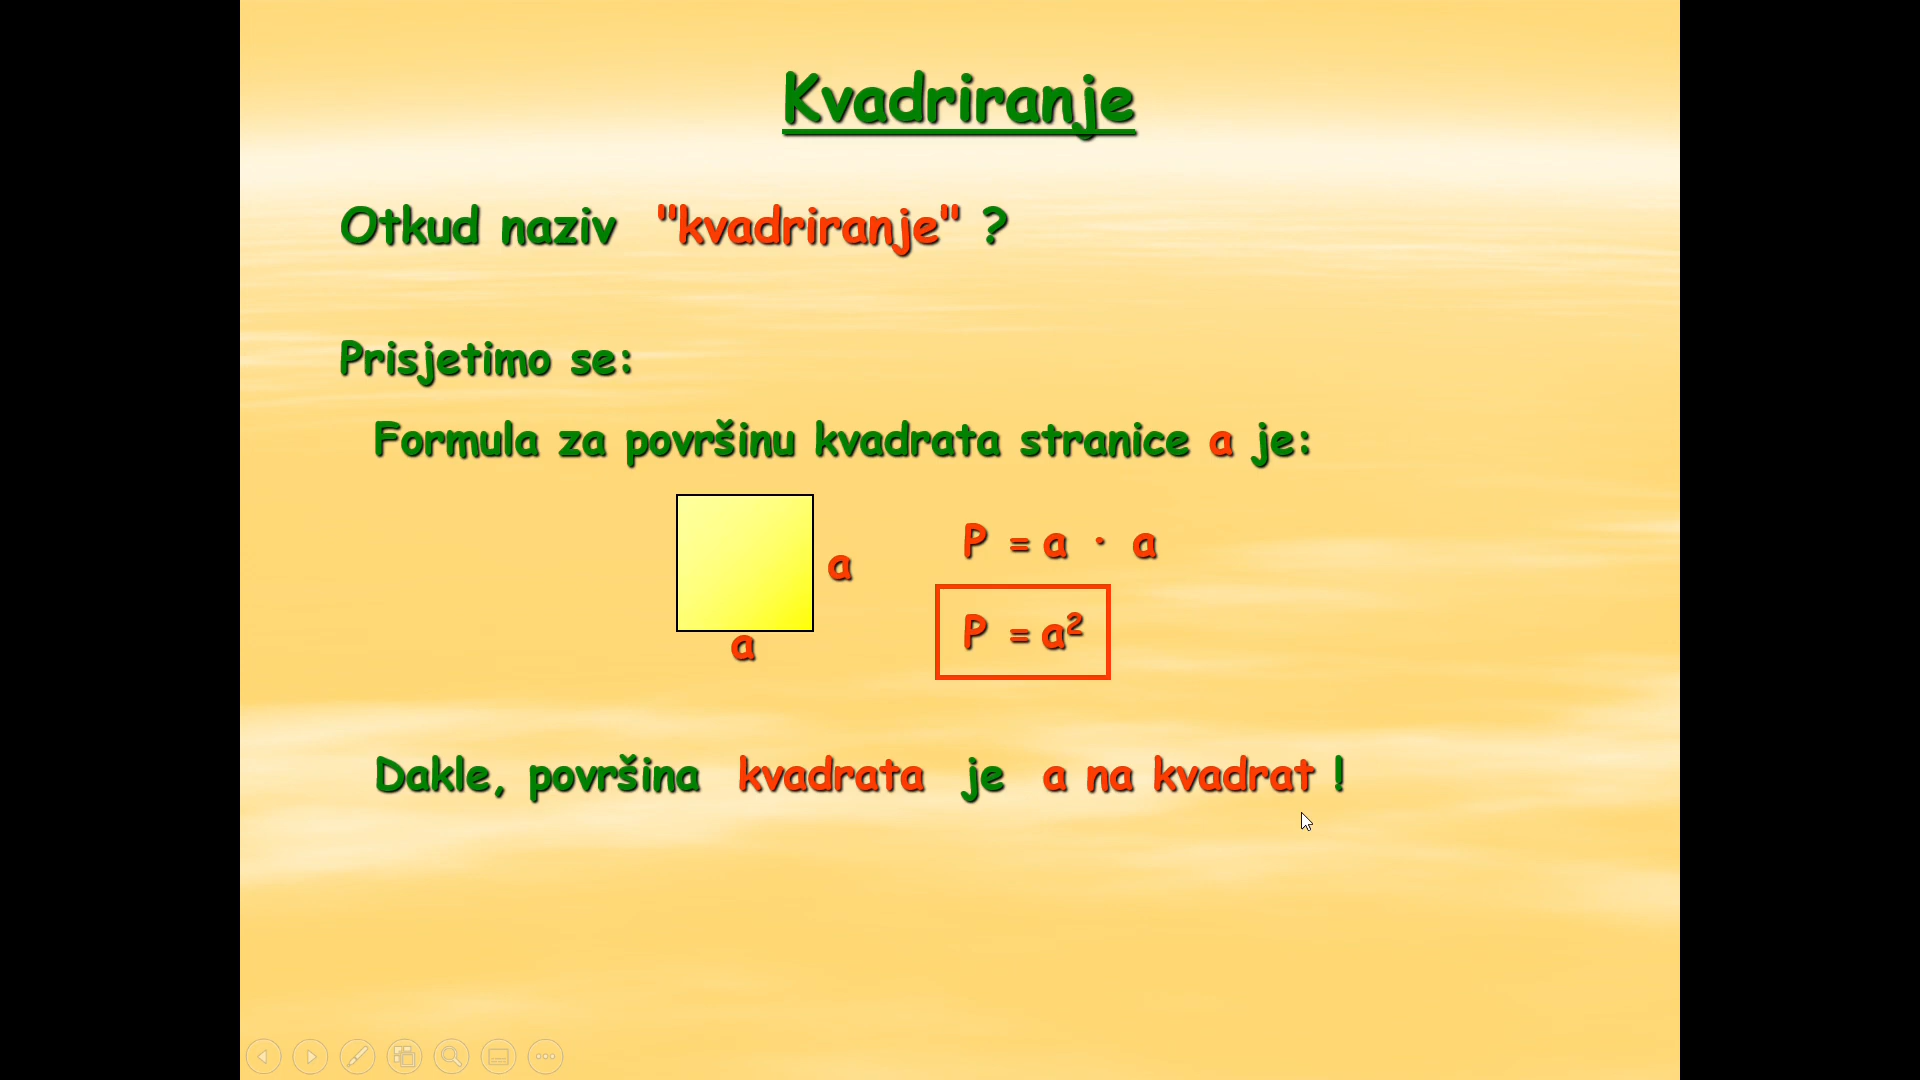 Kvadriranje
Otkud naziv "kvadriranje" ?
Prisjetimo se:
Formula za površinu kvadrata stranice a je:
P = a · a
a
P = a²
a
Dakle, površina kvadrata je a na kvadrat !